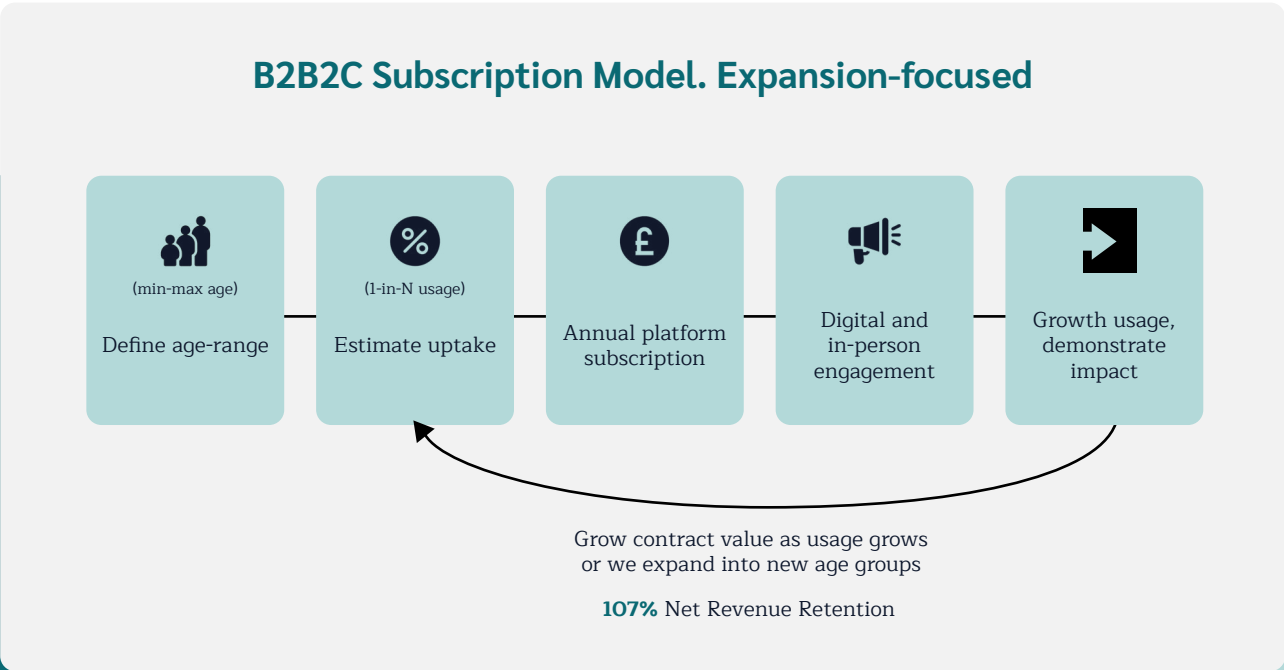 B2B2C Subscription Model. Expansion-focused
(min-max age)
Define age-range
%
(1-in-N usage)
Estimate uptake
£
Annual platform
subscription
Digital and
in-person
engagement
Growth usage,
demonstrate
impact
Grow contract value as usage grows
or we expand into new age groups
107% Net Revenue Retention